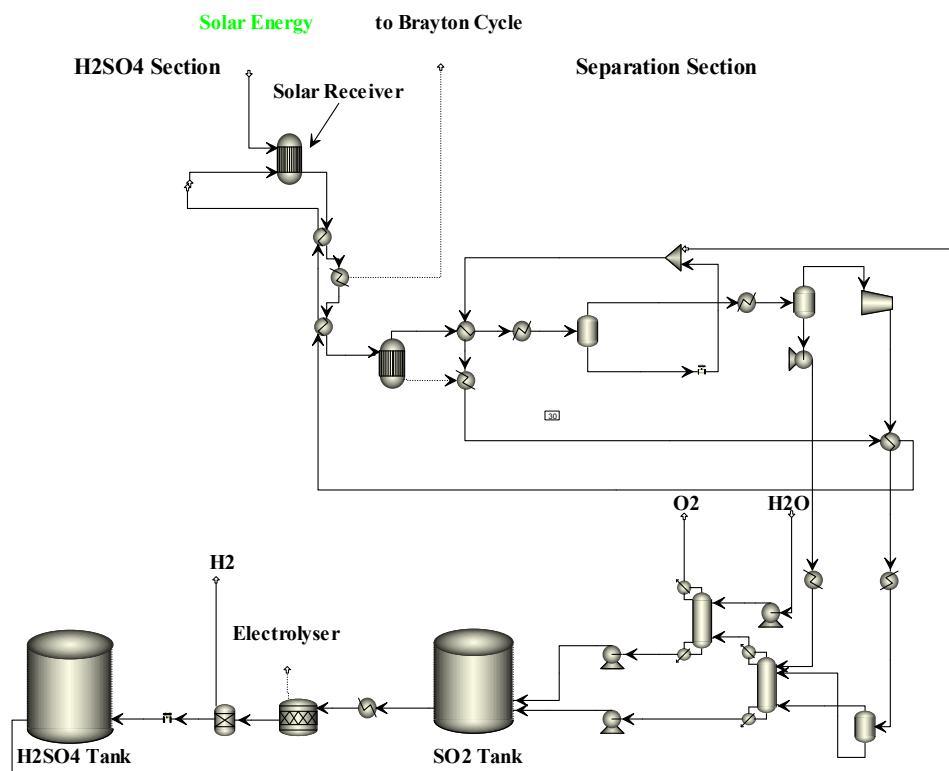 Solar Energy to Brayton Cycle
H2SO4 Section Separation Section
Solar Receiver
30
O2 H2O
H2
Electrolyser
H2SO4 Tank SO2 Tank